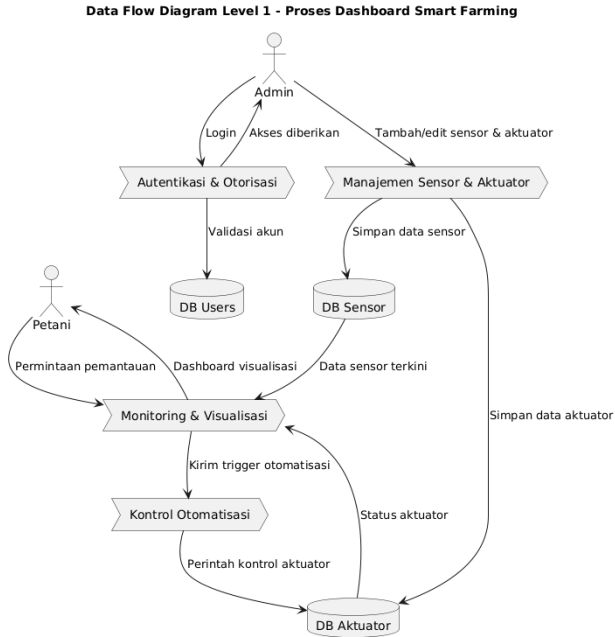 Data Flow Diagram Level 1 - Proses Dashboard Smart Farming
Admin
Login
Akses diberikan
Tambah/edit sensor & aktuator
Autentikasi & Otorisasi
Manajemen Sensor & Aktuator
Validasi akun
Simpan data sensor
DB Users
DB Sensor
Petani
Permintaan pemantauan
Dashboard visualisasi
Data sensor terkini
Monitoring & Visualisasi
Simpan data aktuator
Kirim trigger otomatisasi
Kontrol Otomatisasi
Status aktuator
Perintah kontrol aktuator
DB Aktuator